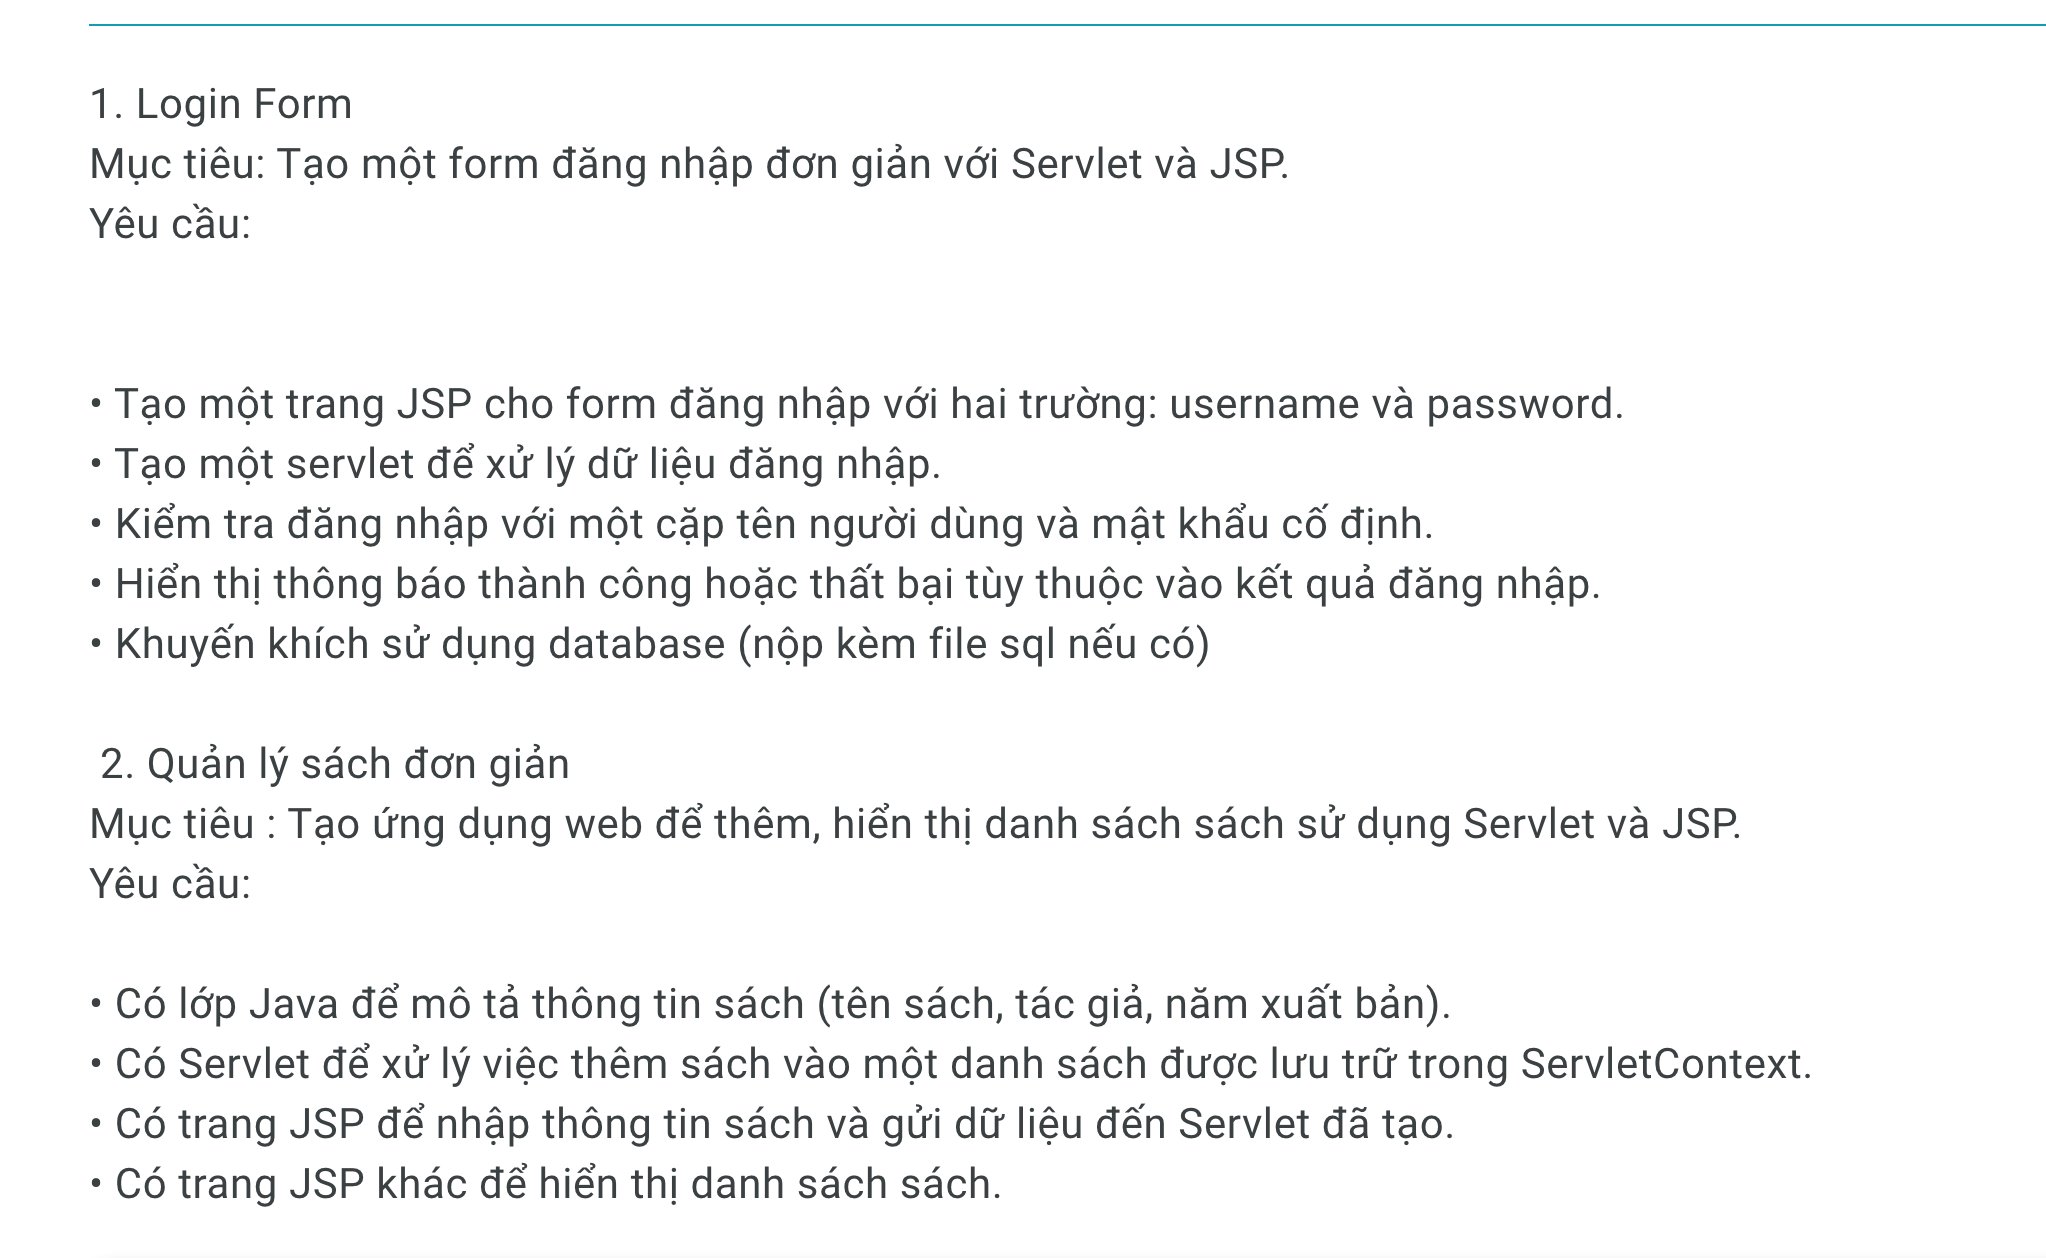 1. Login Form
Mục tiêu: Tạo một form đăng nhập đơn giản với Servlet và JSP.
Yêu cầu:
• Tạo một trang JSP cho form đăng nhập với hai trường: username và password.
• Tạo một servlet để xử lý dữ liệu đăng nhập.
• Kiểm tra đăng nhập với một cặp tên người dùng và mật khẩu cố định.
• Hiển thị thông báo thành công hoặc thất bại tùy thuộc vào kết quả đăng nhập.
• Khuyến khích sử dụng database (nộp kèm file sql nếu có)
2. Quản lý sách đơn giản
Mục tiêu : Tạo ứng dụng web để thêm, hiển thị danh sách sách sử dụng Servlet và JSP.
Yêu cầu:
• Có lớp Java để mô tả thông tin sách (tên sách, tác giả, năm xuất bản).
• Có Servlet để xử lý việc thêm sách vào một danh sách được lưu trữ trong ServletContext.
• Có trang JSP để nhập thông tin sách và gửi dữ liệu đến Servlet đã tạo.
• Có trang JSP khác để hiển thị danh sách sách.